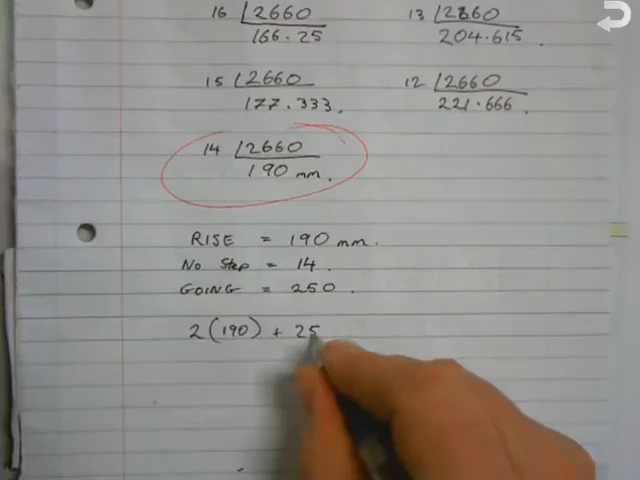 16 2660
166.25
13 2860
204.615.
15 2660
177.333.
12 2660
221.666.
14 2660
190 mm.
RISE = 190 mm.
No Step = 14.
GOING = 250.
2(190) + 25